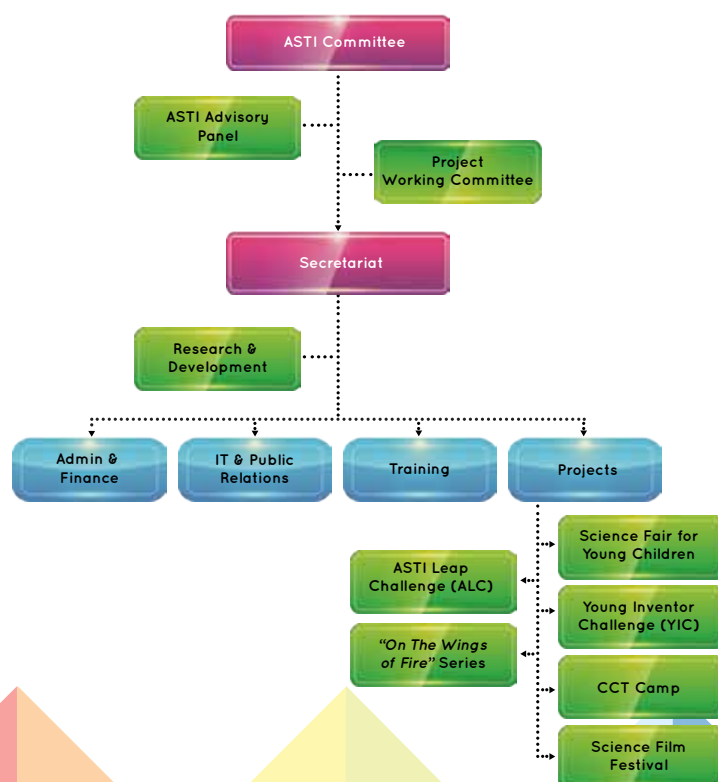 ASTI Committee
ASTI Advisory
Panel
Project
Working Committee
Secretariat
Research &
Development
Admin &
Finance
IT & Public
Relations
Training
Projects
Science Fair for
Young Children
ASTI Leap
Challenge (ALC)
Young Inventor
Challenge (YIC)
"On The Wings
of Fire" Series
CCT Camp
Science Film
Festival